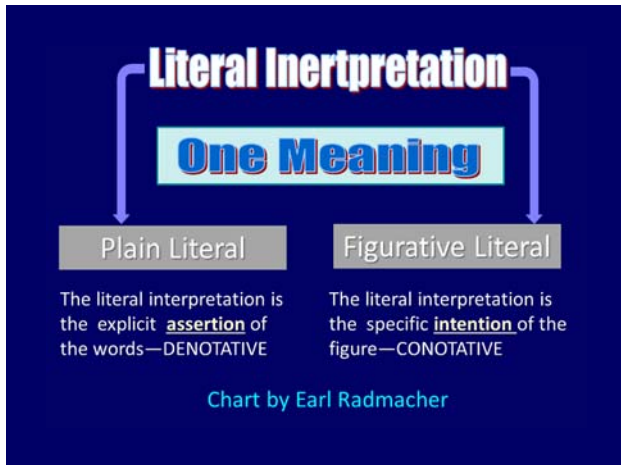 Literal Inertpretation
One Meaning
Plain Literal
The literal interpretation is
the explicit assertion of
the words—DENOTATIVE
Figurative Literal
The literal interpretation is
the specific intention of the
figure—CONOTATIVE
Chart by Earl Radmacher